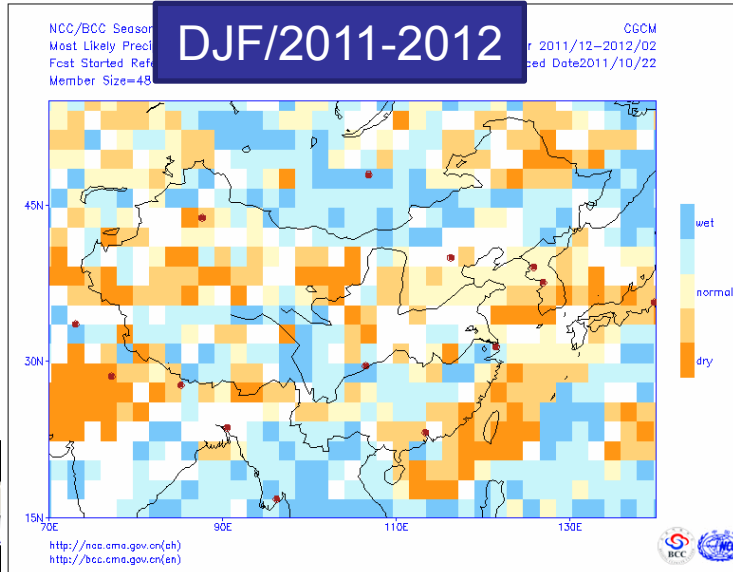 DJF/2011-2012
NCC/BCC Season
CGCM
Most Likely Preci
2011/12-2012/02
Fcst Started Refe
ced Date2011/10/22
Member Size=48
45N
30N
15N
70E
90E
110E
130E
wet
normal
dry
http://ncc.cma.gov.cn(ch)
http://bcc.cma.gov.cn(en)
BCC